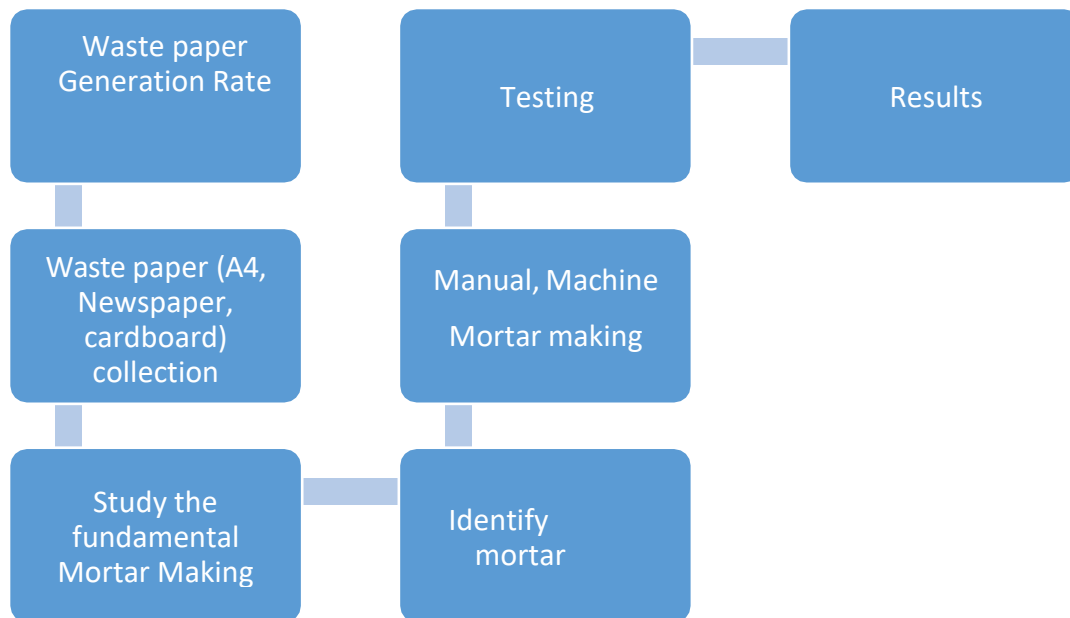 Waste paper
Generation Rate
Waste paper (A4,
Newspaper,
cardboard)
collection
Study the
fundamental
Mortar Making
Identify
mortar
Manual, Machine
Mortar making
Testing
Results